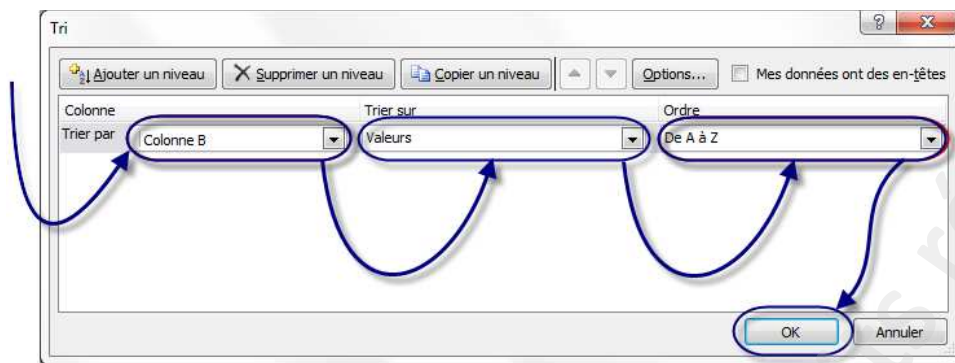 Tri
Ajouter un niveau Supprimer un niveau Copier un niveau Options... Mes données ont des en-têtes
Colonne Trier sur Ordre
Trier par Colonne B Valeurs De A à Z
OK Annuler